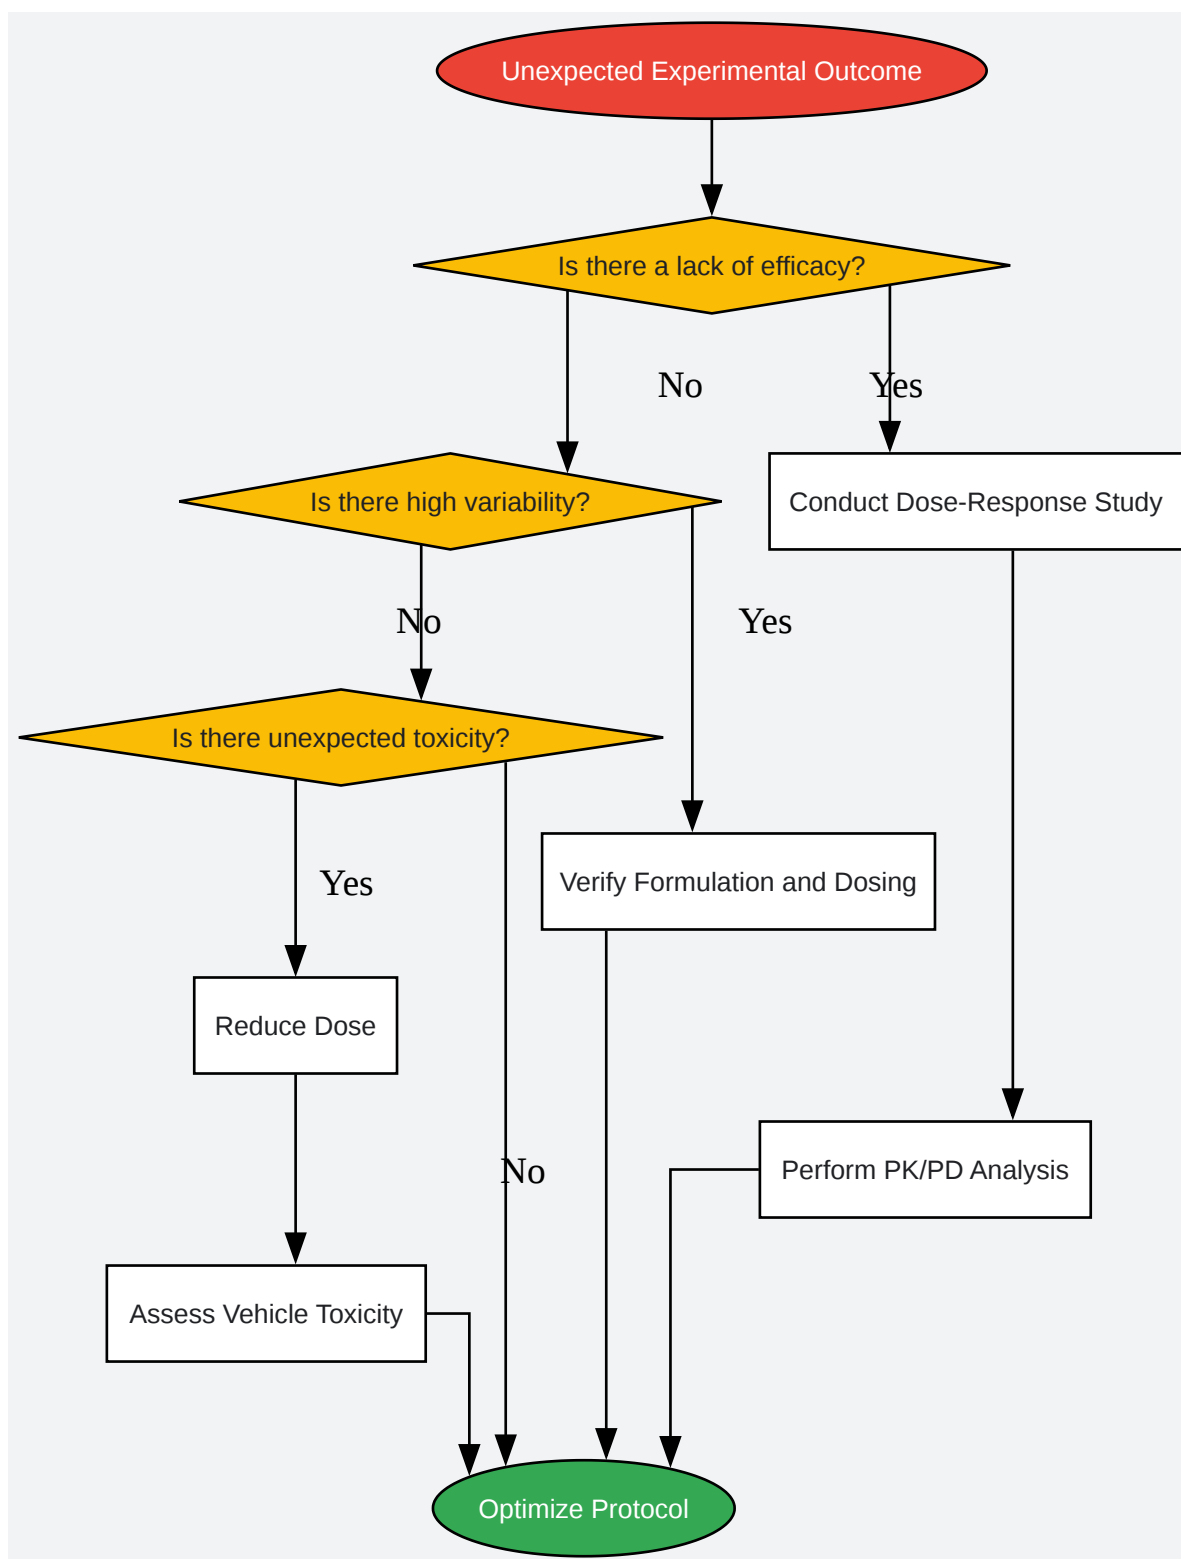 Unexpected Experimental Outcome
Is there a lack of efficacy?
No
Yes
Is there high variability?
Conduct Dose-Response Study
No
Yes
Is there unexpected toxicity?
Yes
Verify Formulation and Dosing
Reduce Dose
No
Perform PK/PD Analysis
Assess Vehicle Toxicity
Optimize Protocol